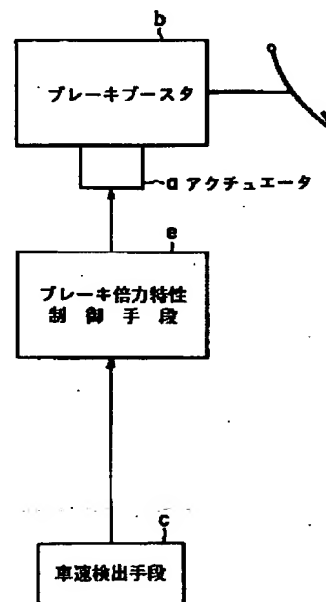 b
ブレーキブースタ
a アクチュエータ
e
ブレーキ倍力特性
制御手段
c
車速検出手段